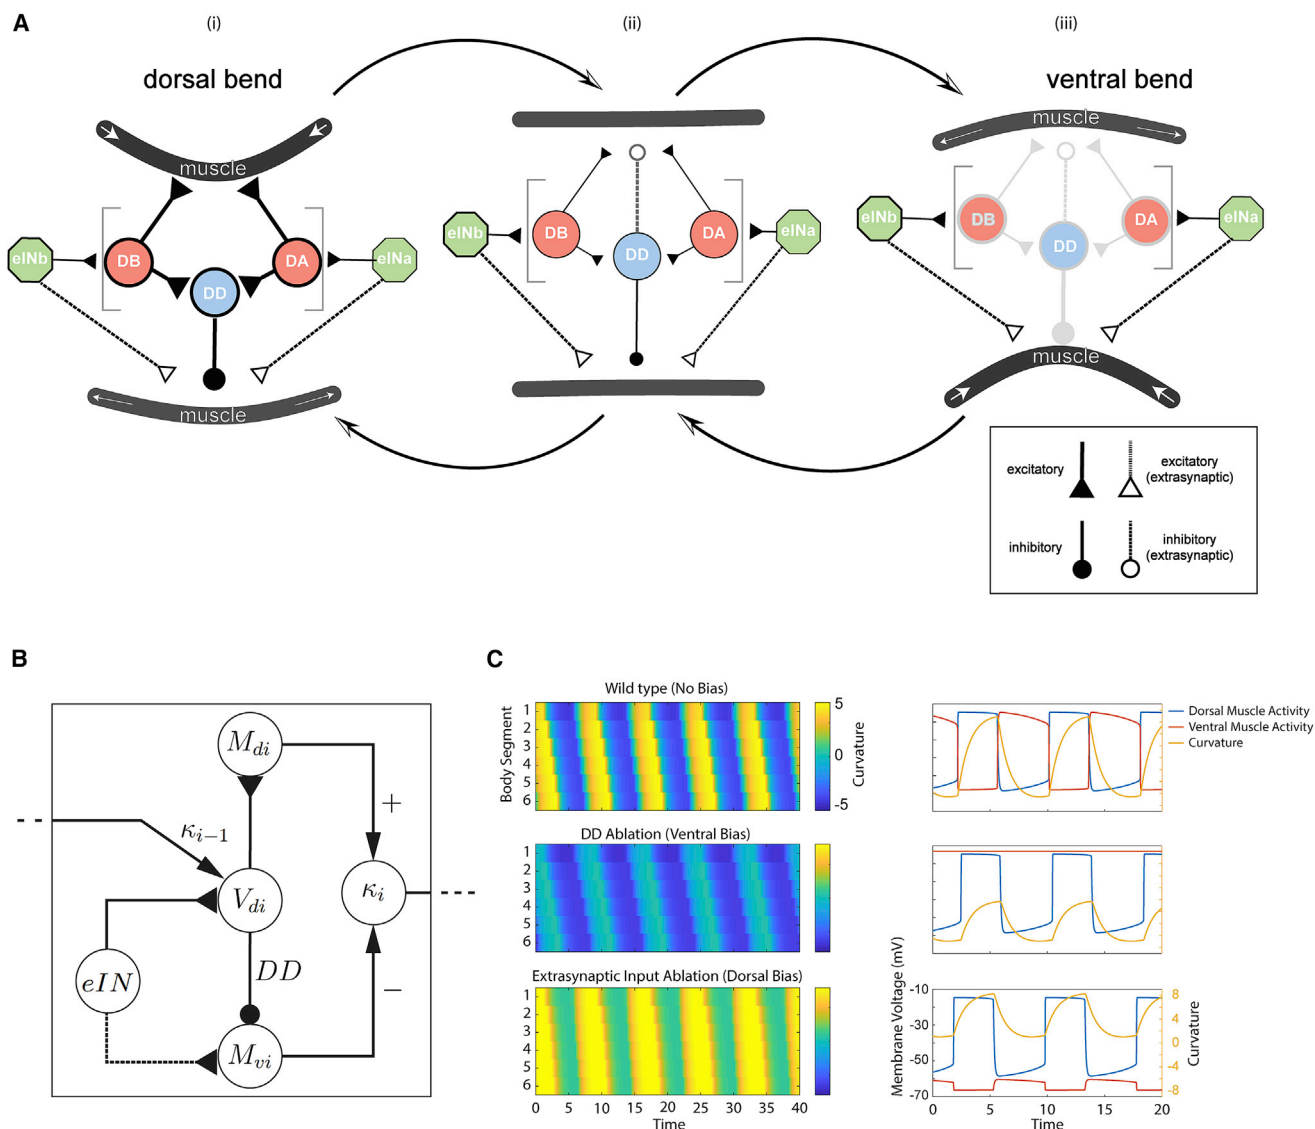 A
(i)
(ii)
(iii)
dorsal bend
ventral bend
muscle
eINb
DB
DD
DA
eINa
muscle
eINb
DB
DD
DA
eINa
muscle
eINb
DB
DD
DA
eINa
muscle
excitatory
excitatory
(extrasynaptic)
inhibitory
inhibitory
(extrasynaptic)
B
M_di
+
κ_{i−1}
V_di
κ_i
eIN
DD
−
M_vi
C
Wild type (No Bias)
Body Segment
1
2
3
4
5
6
5
0
-5
Curvature
DD Ablation (Ventral Bias)
1
2
3
4
5
6
Extrasynaptic Input Ablation (Dorsal Bias)
1
2
3
4
5
6
0 5 10 15 20 25 30 35 40
Time
Dorsal Muscle Activity
Ventral Muscle Activity
Curvature
Membrane Voltage (mV)
-10
-30
-50
-70
8
4
0
-4
-8
Curvature
0 5 10 15 20
Time